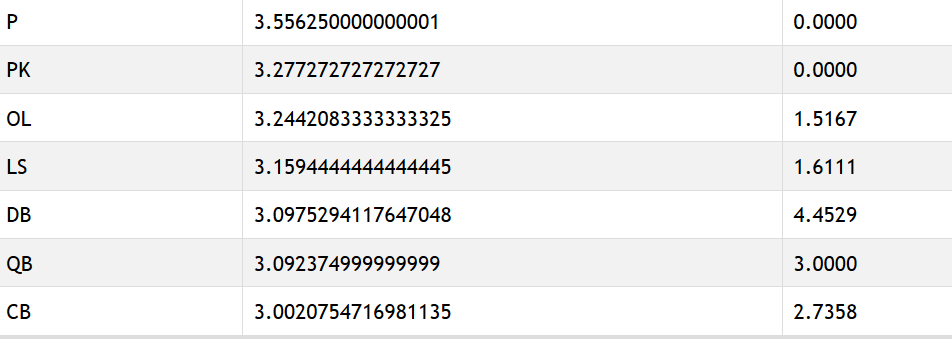 P 3.556250000000001 0.0000
PK 3.277272727272727 0.0000
OL 3.2442083333333325 1.5167
LS 3.1594444444444445 1.6111
DB 3.0975294117647048 4.4529
QB 3.092374999999999 3.0000
CB 3.0020754716981135 2.7358